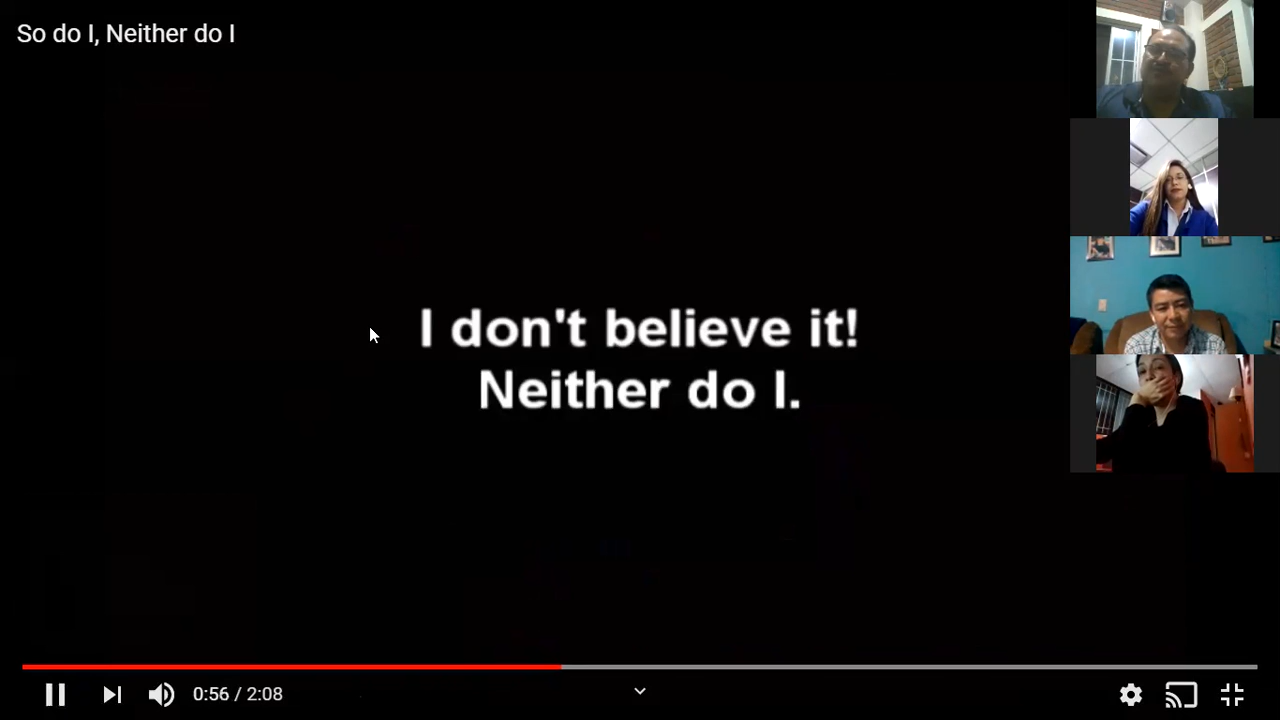 So do I, Neither do I
I don't believe it!
Neither do I.
0:56 / 2:08